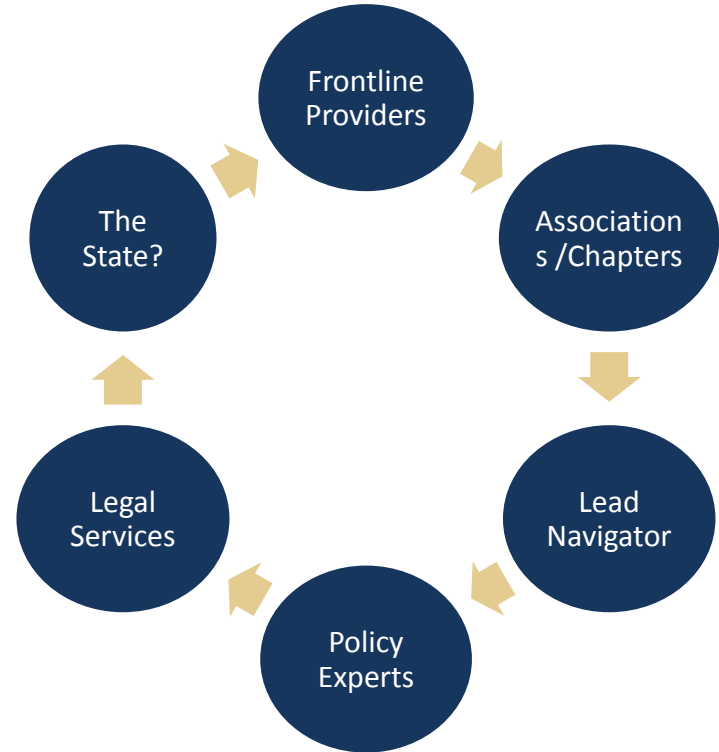 Frontline
Providers
Association
s /Chapters
Lead
Navigator
Policy
Experts
Legal
Services
The
State?